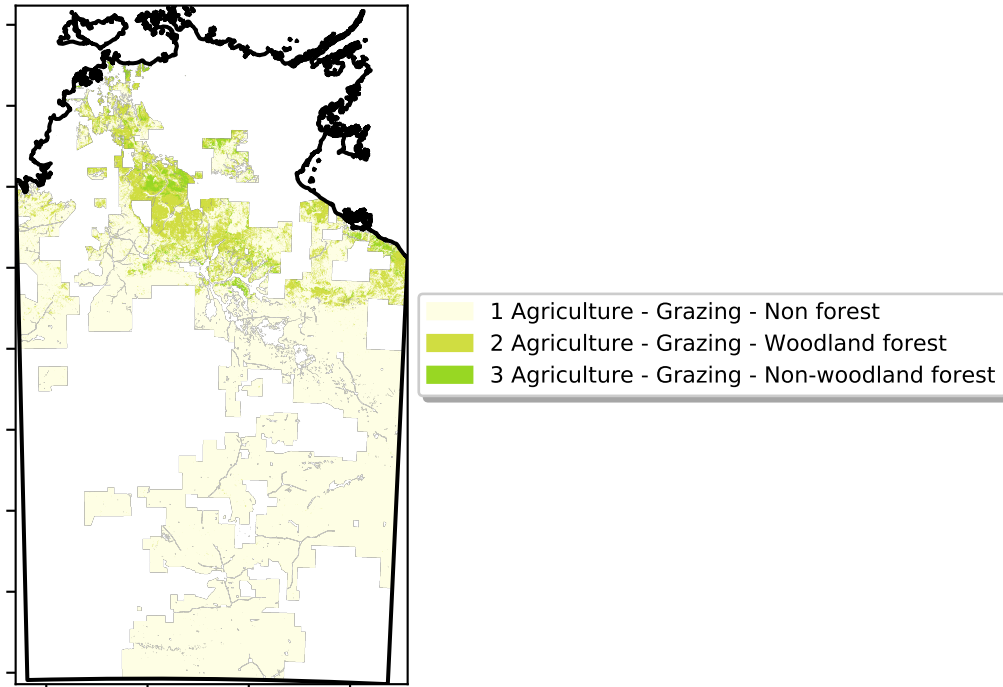 1 Agriculture - Grazing - Non forest
2 Agriculture - Grazing - Woodland forest
3 Agriculture - Grazing - Non-woodland forest